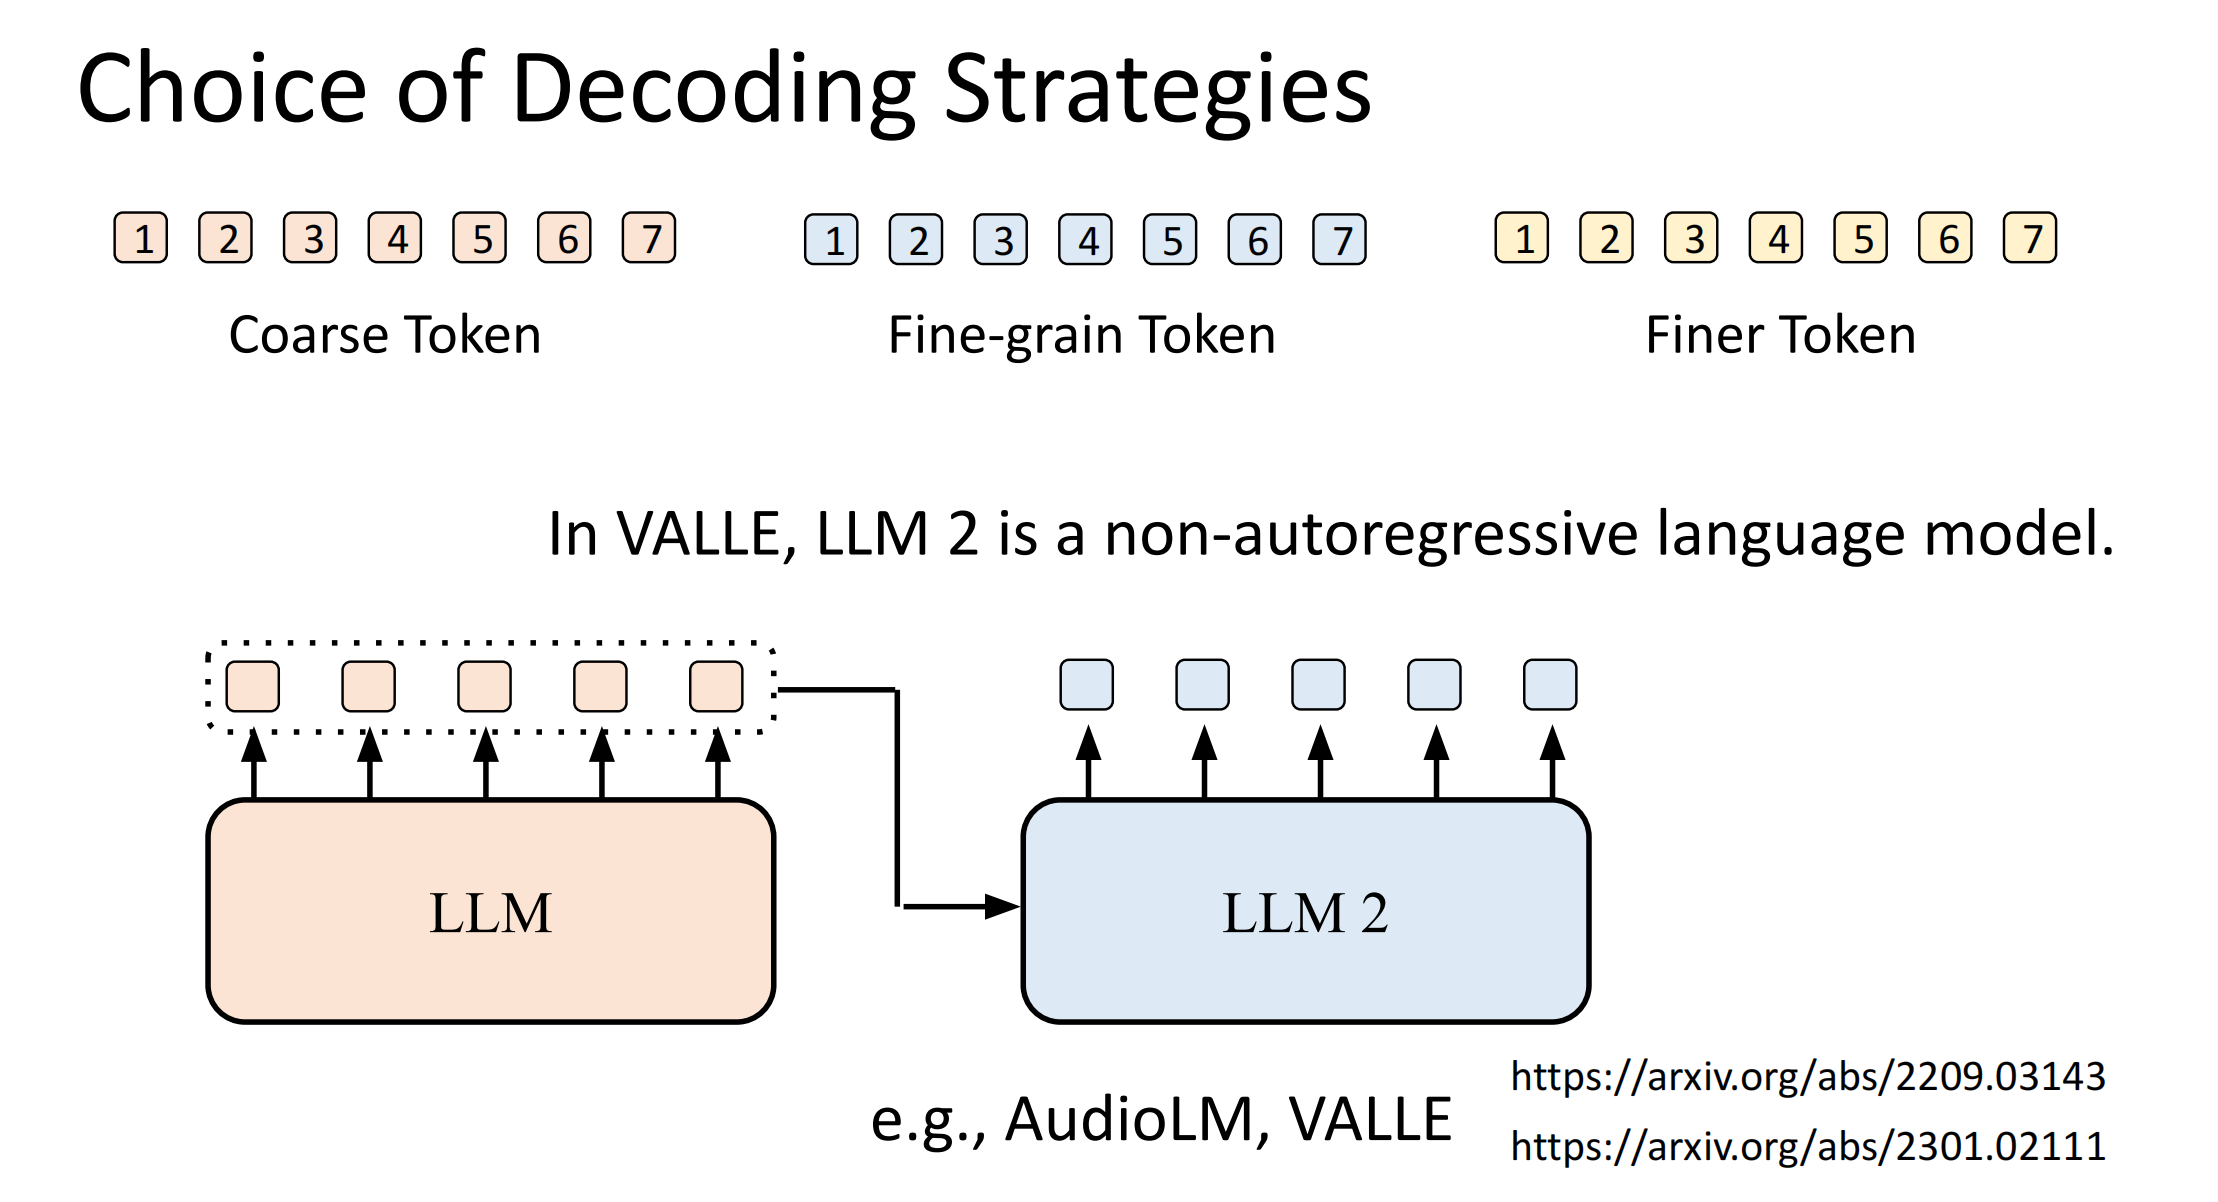 Choice of Decoding Strategies
1 2 3 4 5 6 7
Coarse Token
1 2 3 4 5 6 7
Fine-grain Token
1 2 3 4 5 6 7
Finer Token
In VALLE, LLM 2 is a non-autoregressive language model.
LLM
LLM 2
e.g., AudioLM, VALLE
https://arxiv.org/abs/2209.03143
https://arxiv.org/abs/2301.02111